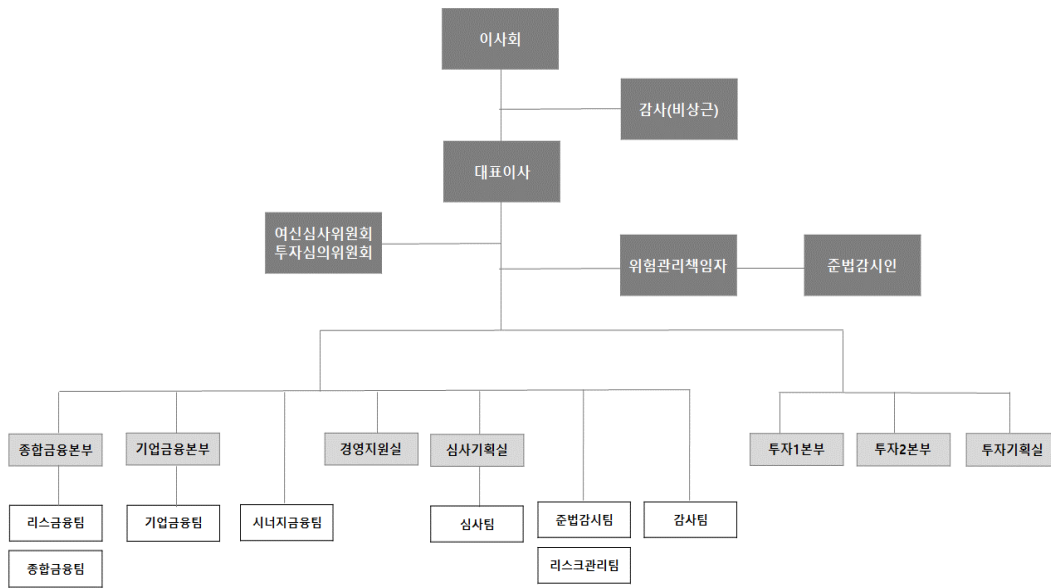 이사회
감사(비상근)
대표이사
여신심사위원회
투자심의위원회
위험관리책임자
준법감시인
종합금융본부
기업금융본부
경영지원실
심사기획실
투자1본부
투자2본부
투자기획실
리스금융팀
기업금융팀
시너지금융팀
심사팀
준법감시팀
감사팀
종합금융팀
리스크관리팀